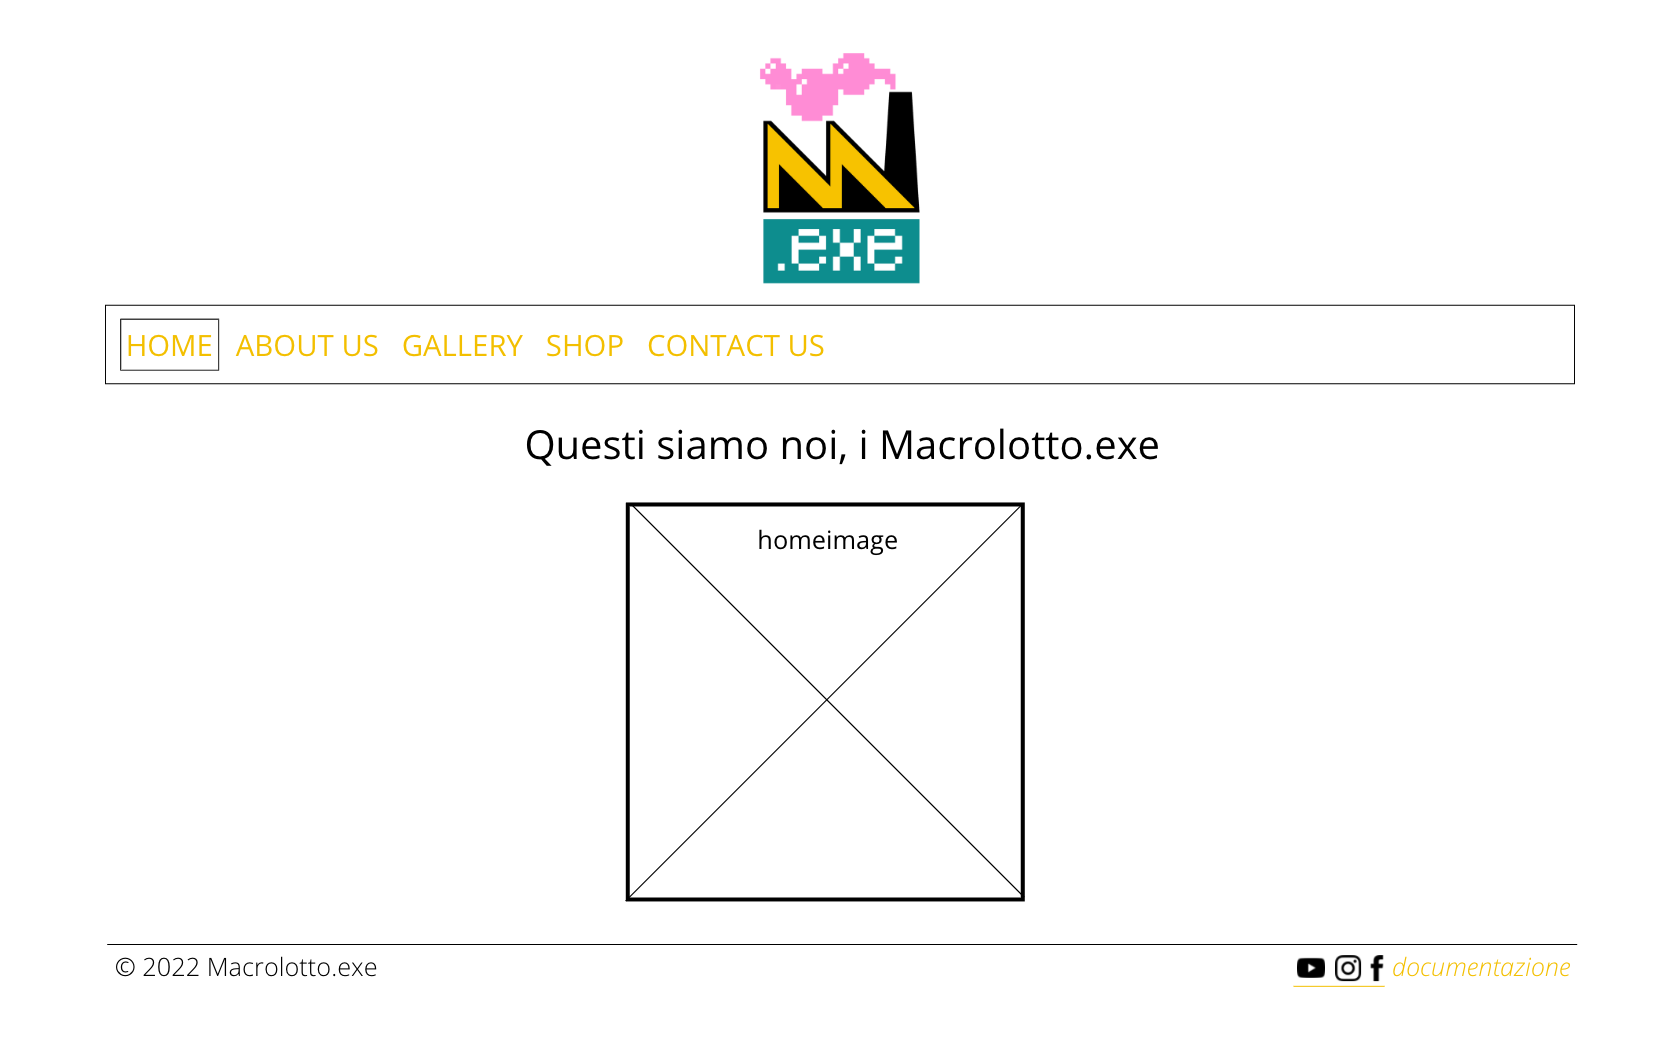 .exe
HOME ABOUT US GALLERY SHOP CONTACT US
Questi siamo noi, i Macrolotto.exe
homeimage
© 2022 Macrolotto.exe documentazione